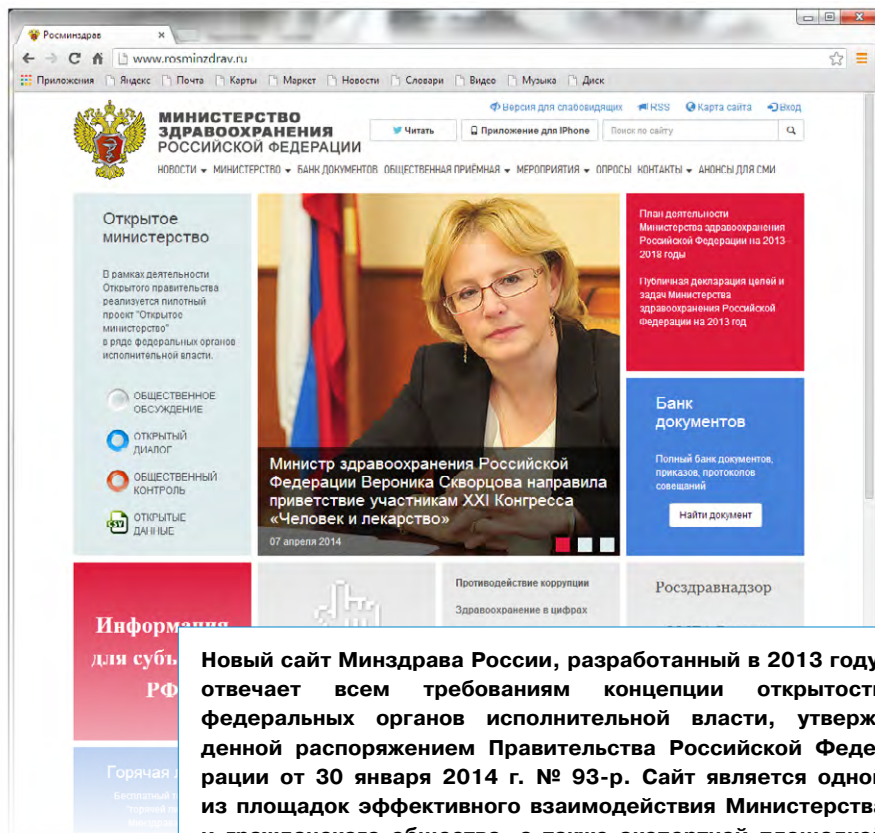 Росминздрав
www.rosminzdrav.ru
Приложения Яндекс Почта Карты Маркет Новости Словари Видео Музыка Диск
Версия для слабовидящих RSS Карта сайта Вход
МИНИСТЕРСТВО
ЗДРАВООХРАНЕНИЯ
РОССИЙСКОЙ ФЕДЕРАЦИИ
Читать Приложение для IPhone Поиск по сайту
НОВОСТИ МИНИСТЕРСТВО БАНК ДОКУМЕНТОВ ОБЩЕСТВЕННАЯ ПРИЁМНАЯ МЕРОПРИЯТИЯ ОПРОСЫ КОНТАКТЫ АНОНСЫ ДЛЯ СМИ
Открытое
министерство
В рамках деятельности
Открытого правительства
реализуется пилотный
проект "Открытое
министерство"
в ряде федеральных органов
исполнительной власти.
ОБЩЕСТВЕННОЕ
ОБСУЖДЕНИЕ
ОТКРЫТЫЙ
ДИАЛОГ
ОБЩЕСТВЕННЫЙ
КОНТРОЛЬ
ОТКРЫТЫЕ
ДАННЫЕ
Министр здравоохранения Российской
Федерации Вероника Скворцова направила
приветствие участникам XXI Конгресса
«Человек и лекарство»
07 апреля 2014
План деятельности
Министерства здравоохранения
Российской Федерации на 2013-
2018 годы
Публичная декларация целей и
задач Министерства
здравоохранения Российской
Федерации на 2013 год
Банк
документов
Полный банк документов,
приказов, протоколов
совещаний
Найти документ
Информация
для субъ
РФ
Противодействие коррупции
Здравоохранение в цифрах
Росздравнадзор
Горячая
Новый сайт Минздрава России, разработанный в 2013 году,
отвечает всем требованиям концепции открытости
федеральных органов исполнительной власти, утверж-
денной распоряжением Правительства Российской Феде-
рации от 30 января 2014 г. № 93-р. Сайт является одной
из площадок эффективного взаимодействия Министерства
и гражданского общества, а также экспертной площадкой